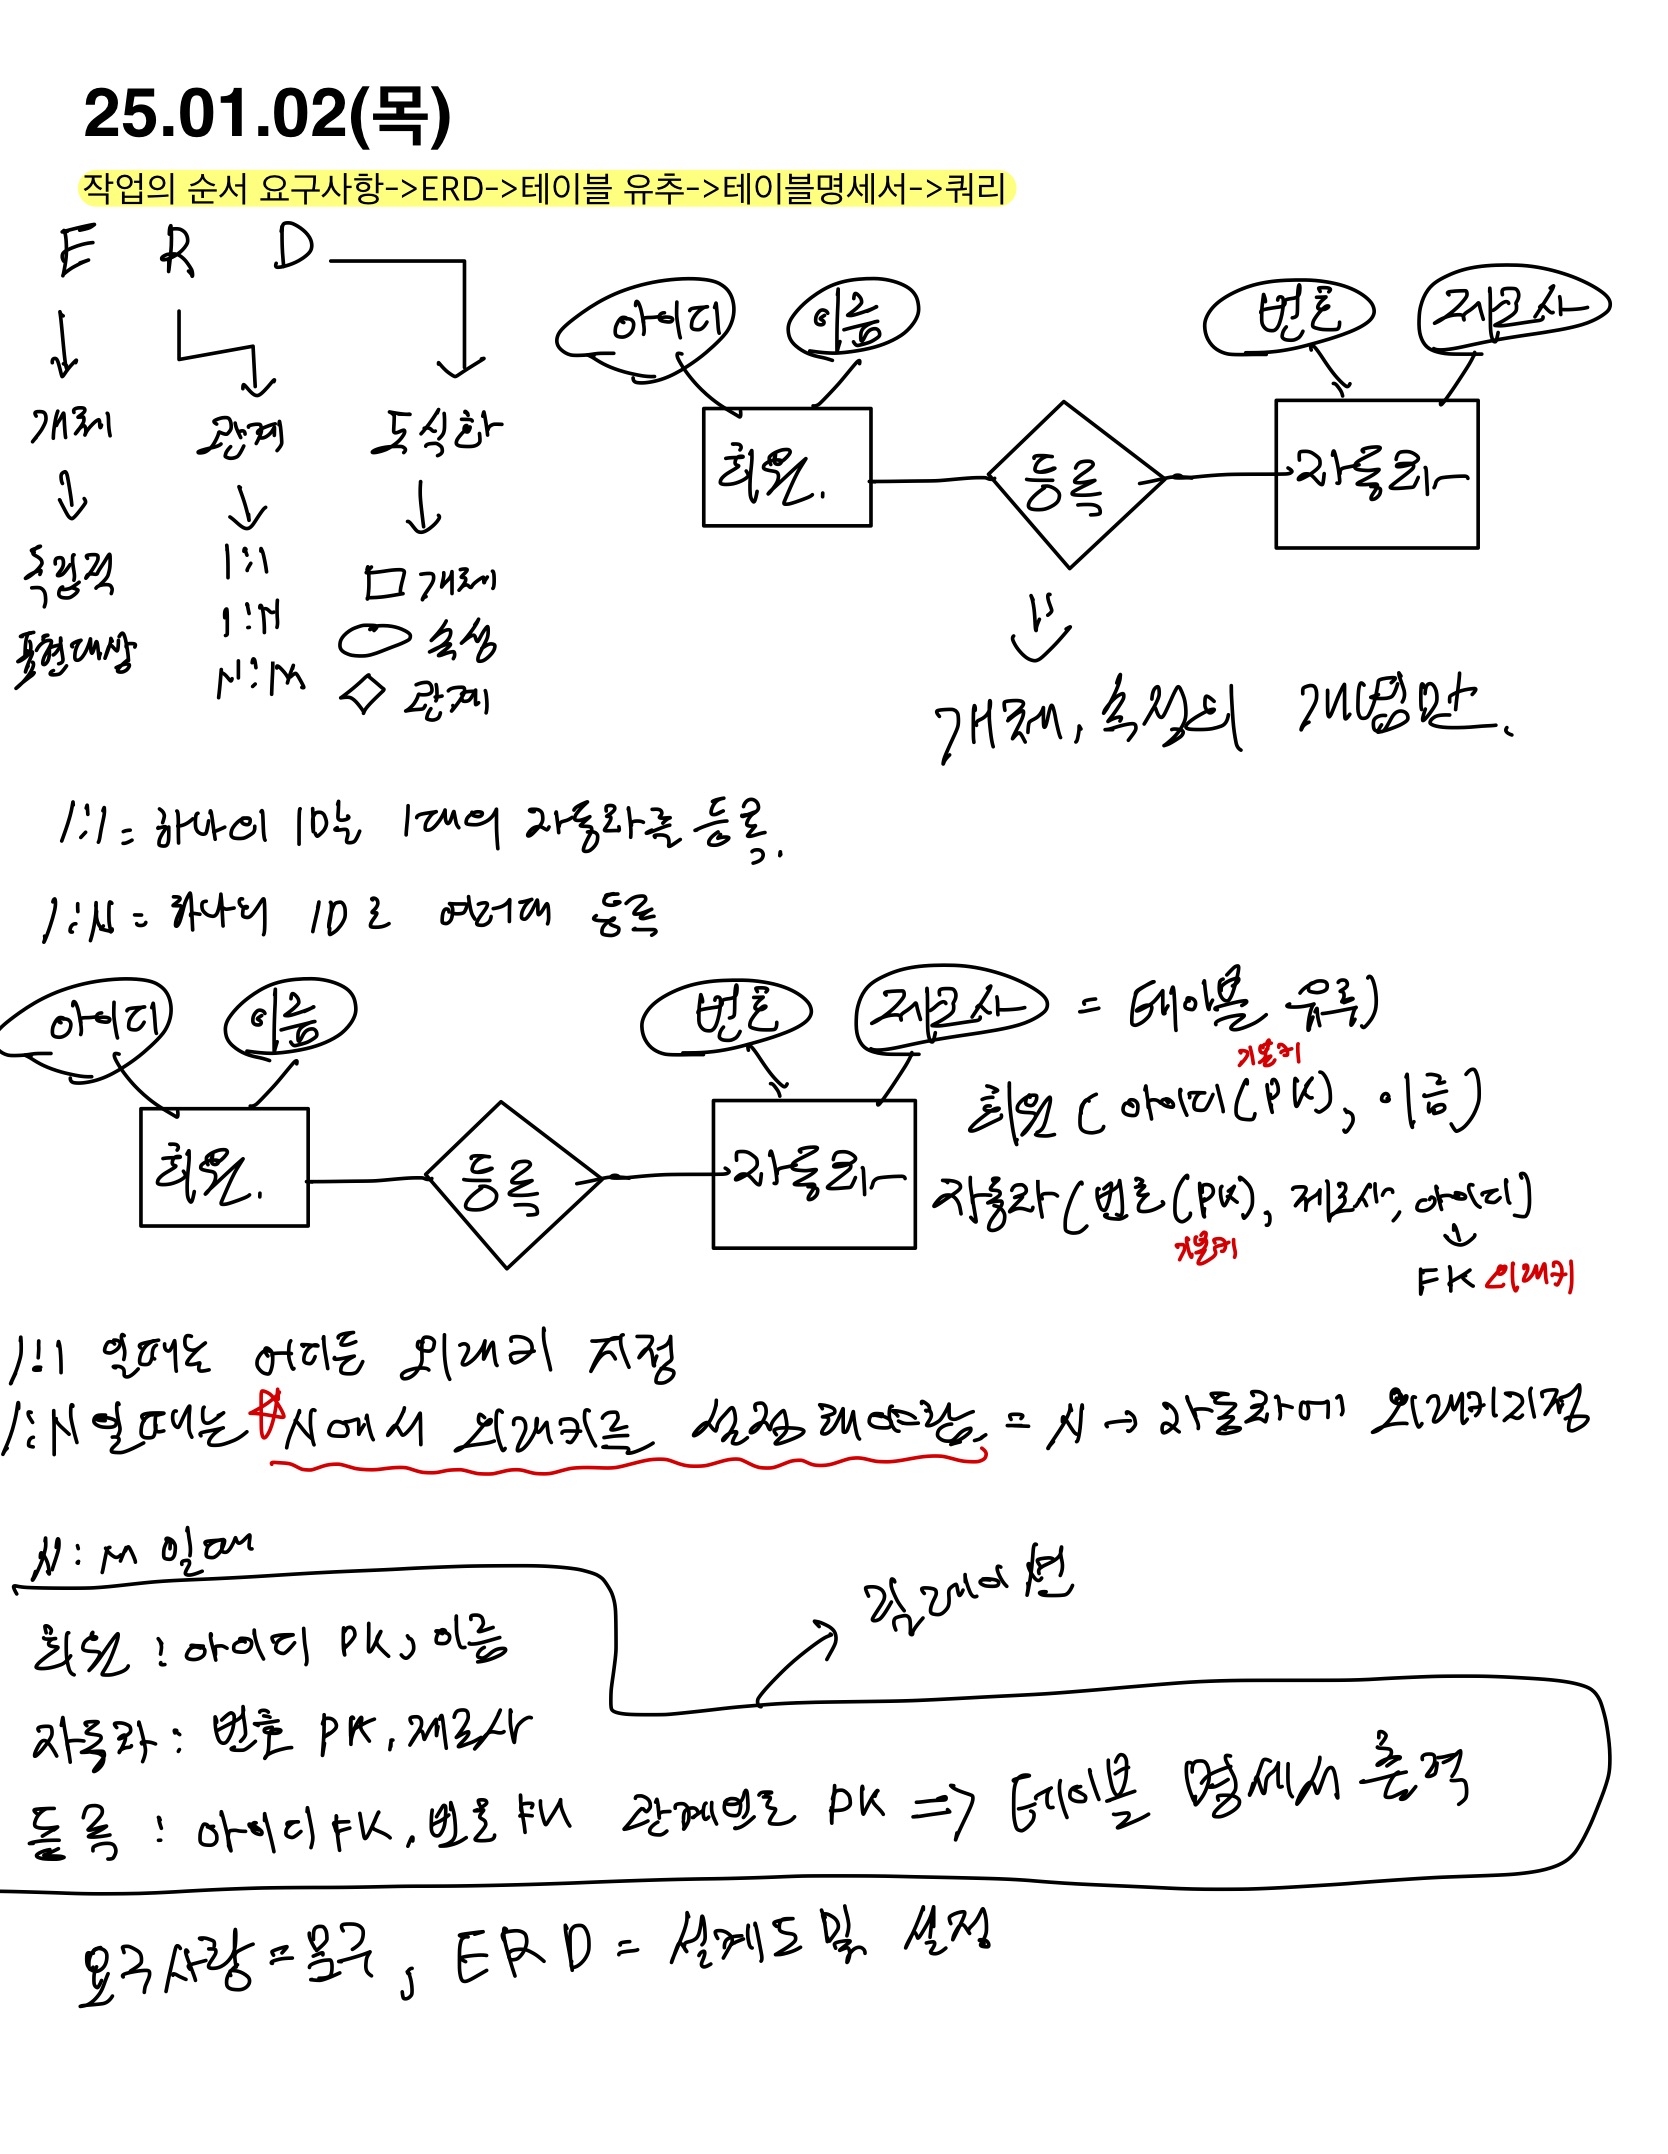 25.01.02(목)
작업의 순서 요구사항->ERD->테이블 유추->테이블명세서->쿼리
E R D
개체 관계 도식화
독립적 표현대상
1:1
1:N
N:M
개체
속성
관계
아이디 이름 번호 제조사
회원. 등록 자동차
개체, 속성의 개념만.
1:1 = 하나의 ID는 1대의 자동차를 등록.
1:N = 하나의 ID로 여러대 등록
아이디 이름 번호 제조사 = 테이블 유추)
회원. 등록 자동차
기본키
회원 ( 아이디(PK), 이름)
자동차 (번호(PK), 제조사, 아이디)
기본키
FK 외래키
1:1 일때는 어디든 외래키 지정
1:N 일때는 N에서 외래키를 설정해야함. = N → 자동차에 외래키지정
N:M 일때
릴레이션
회원 : 아이디 PK, 이름
자동차 : 번호 PK, 제조사
등록 : 아이디 FK, 번호 FK 관계번호 PK => 테이블 명세서 출력
요구사항 = 문구, ERD = 설계도 및 설정